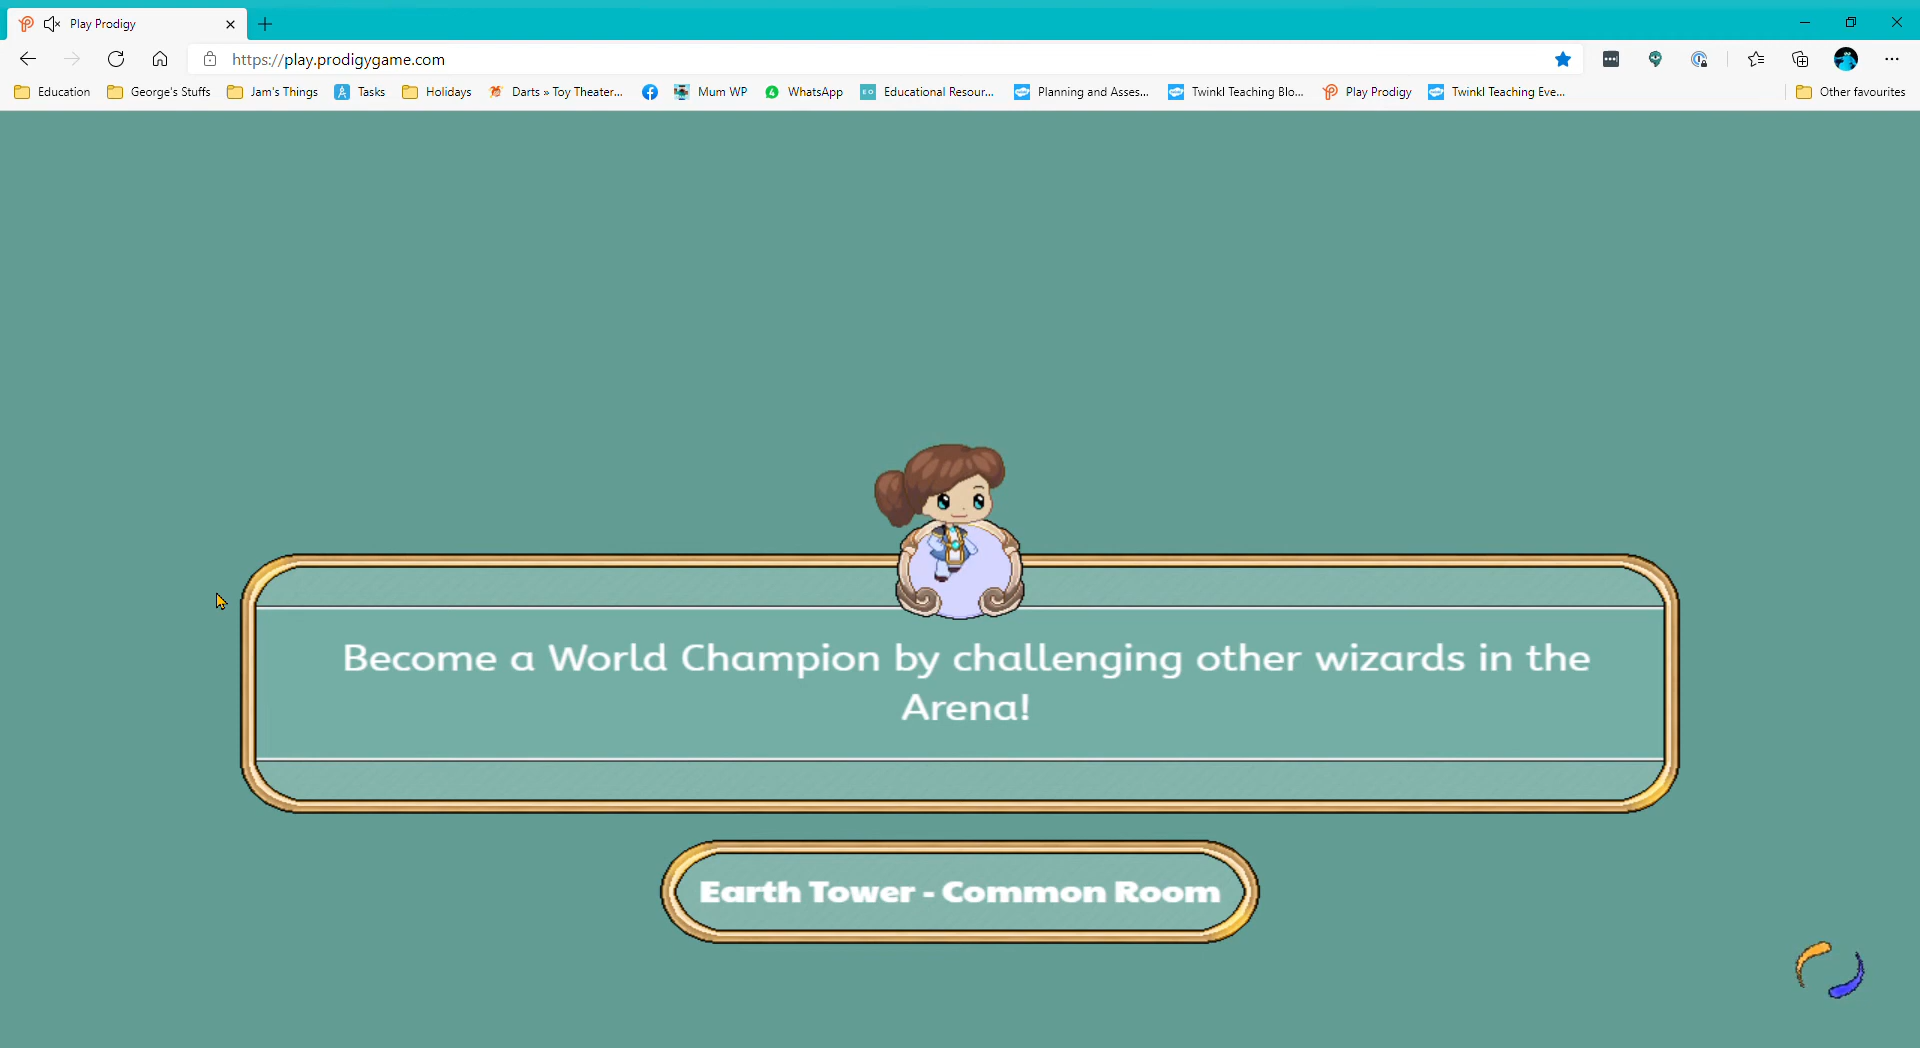 Play Prodigy
https://play.prodigygame.com
Education George's Stuffs Jam's Things Tasks Holidays Darts » Toy Theater... Mum WP 4 WhatsApp KO Educational Resour... Planning and Asses... Twinkl Teaching Blo... Play Prodigy Twinkl Teaching Eve... Other favourites
Become a World Champion by challenging other wizards in the
Arena!
Earth Tower - Common Room